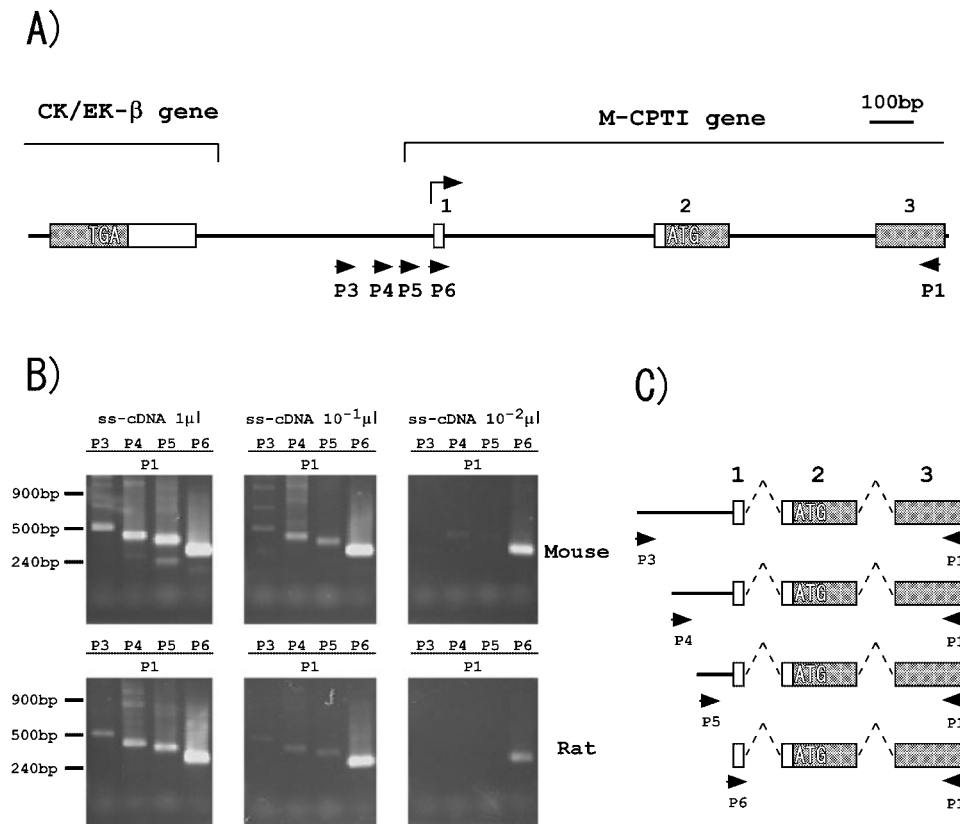 A)
CK/EK-β gene
M-CPTI gene
100bp
1 2 3
TGA ATG
P3 P4 P5 P6 P1
B)
ss-cDNA 1μl ss-cDNA 10⁻¹μl ss-cDNA 10⁻²μl
P3 P4 P5 P6 P3 P4 P5 P6 P3 P4 P5 P6
P1 P1 P1
900bp
500bp
240bp
Mouse
P3 P4 P5 P6 P3 P4 P5 P6 P3 P4 P5 P6
P1 P1 P1
900bp
500bp
240bp
Rat
C)
1 2 3
ATG
P3 P1
ATG
P4 P1
ATG
P5 P1
ATG
P6 P1